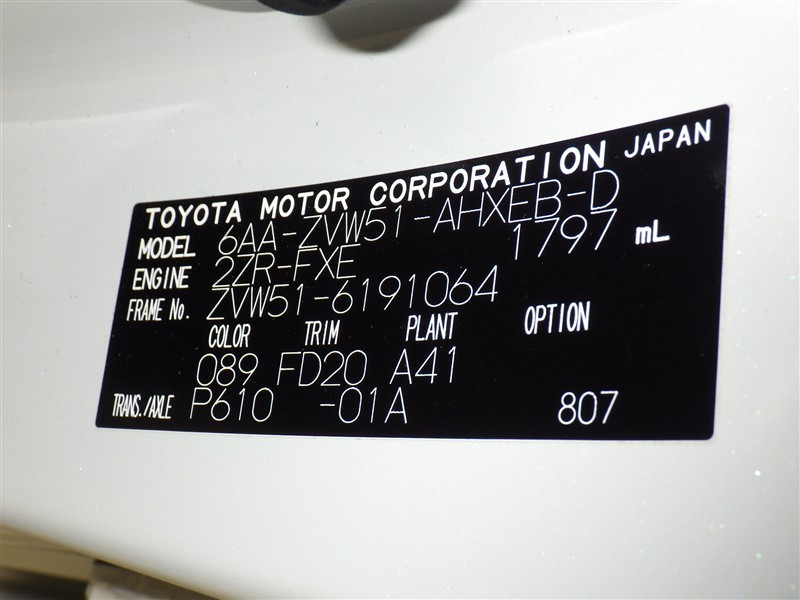 TOYOTA MOTOR CORPORATION JAPAN
MODEL 6AA-ZVW51-AHXEB-D
ENGINE 2ZR-FXE 1797 mL
FRAME No. ZVW51-6191064
COLOR TRIM PLANT OPTION
089 FD20 A41
TRANS./AXLE P610 -01A 807